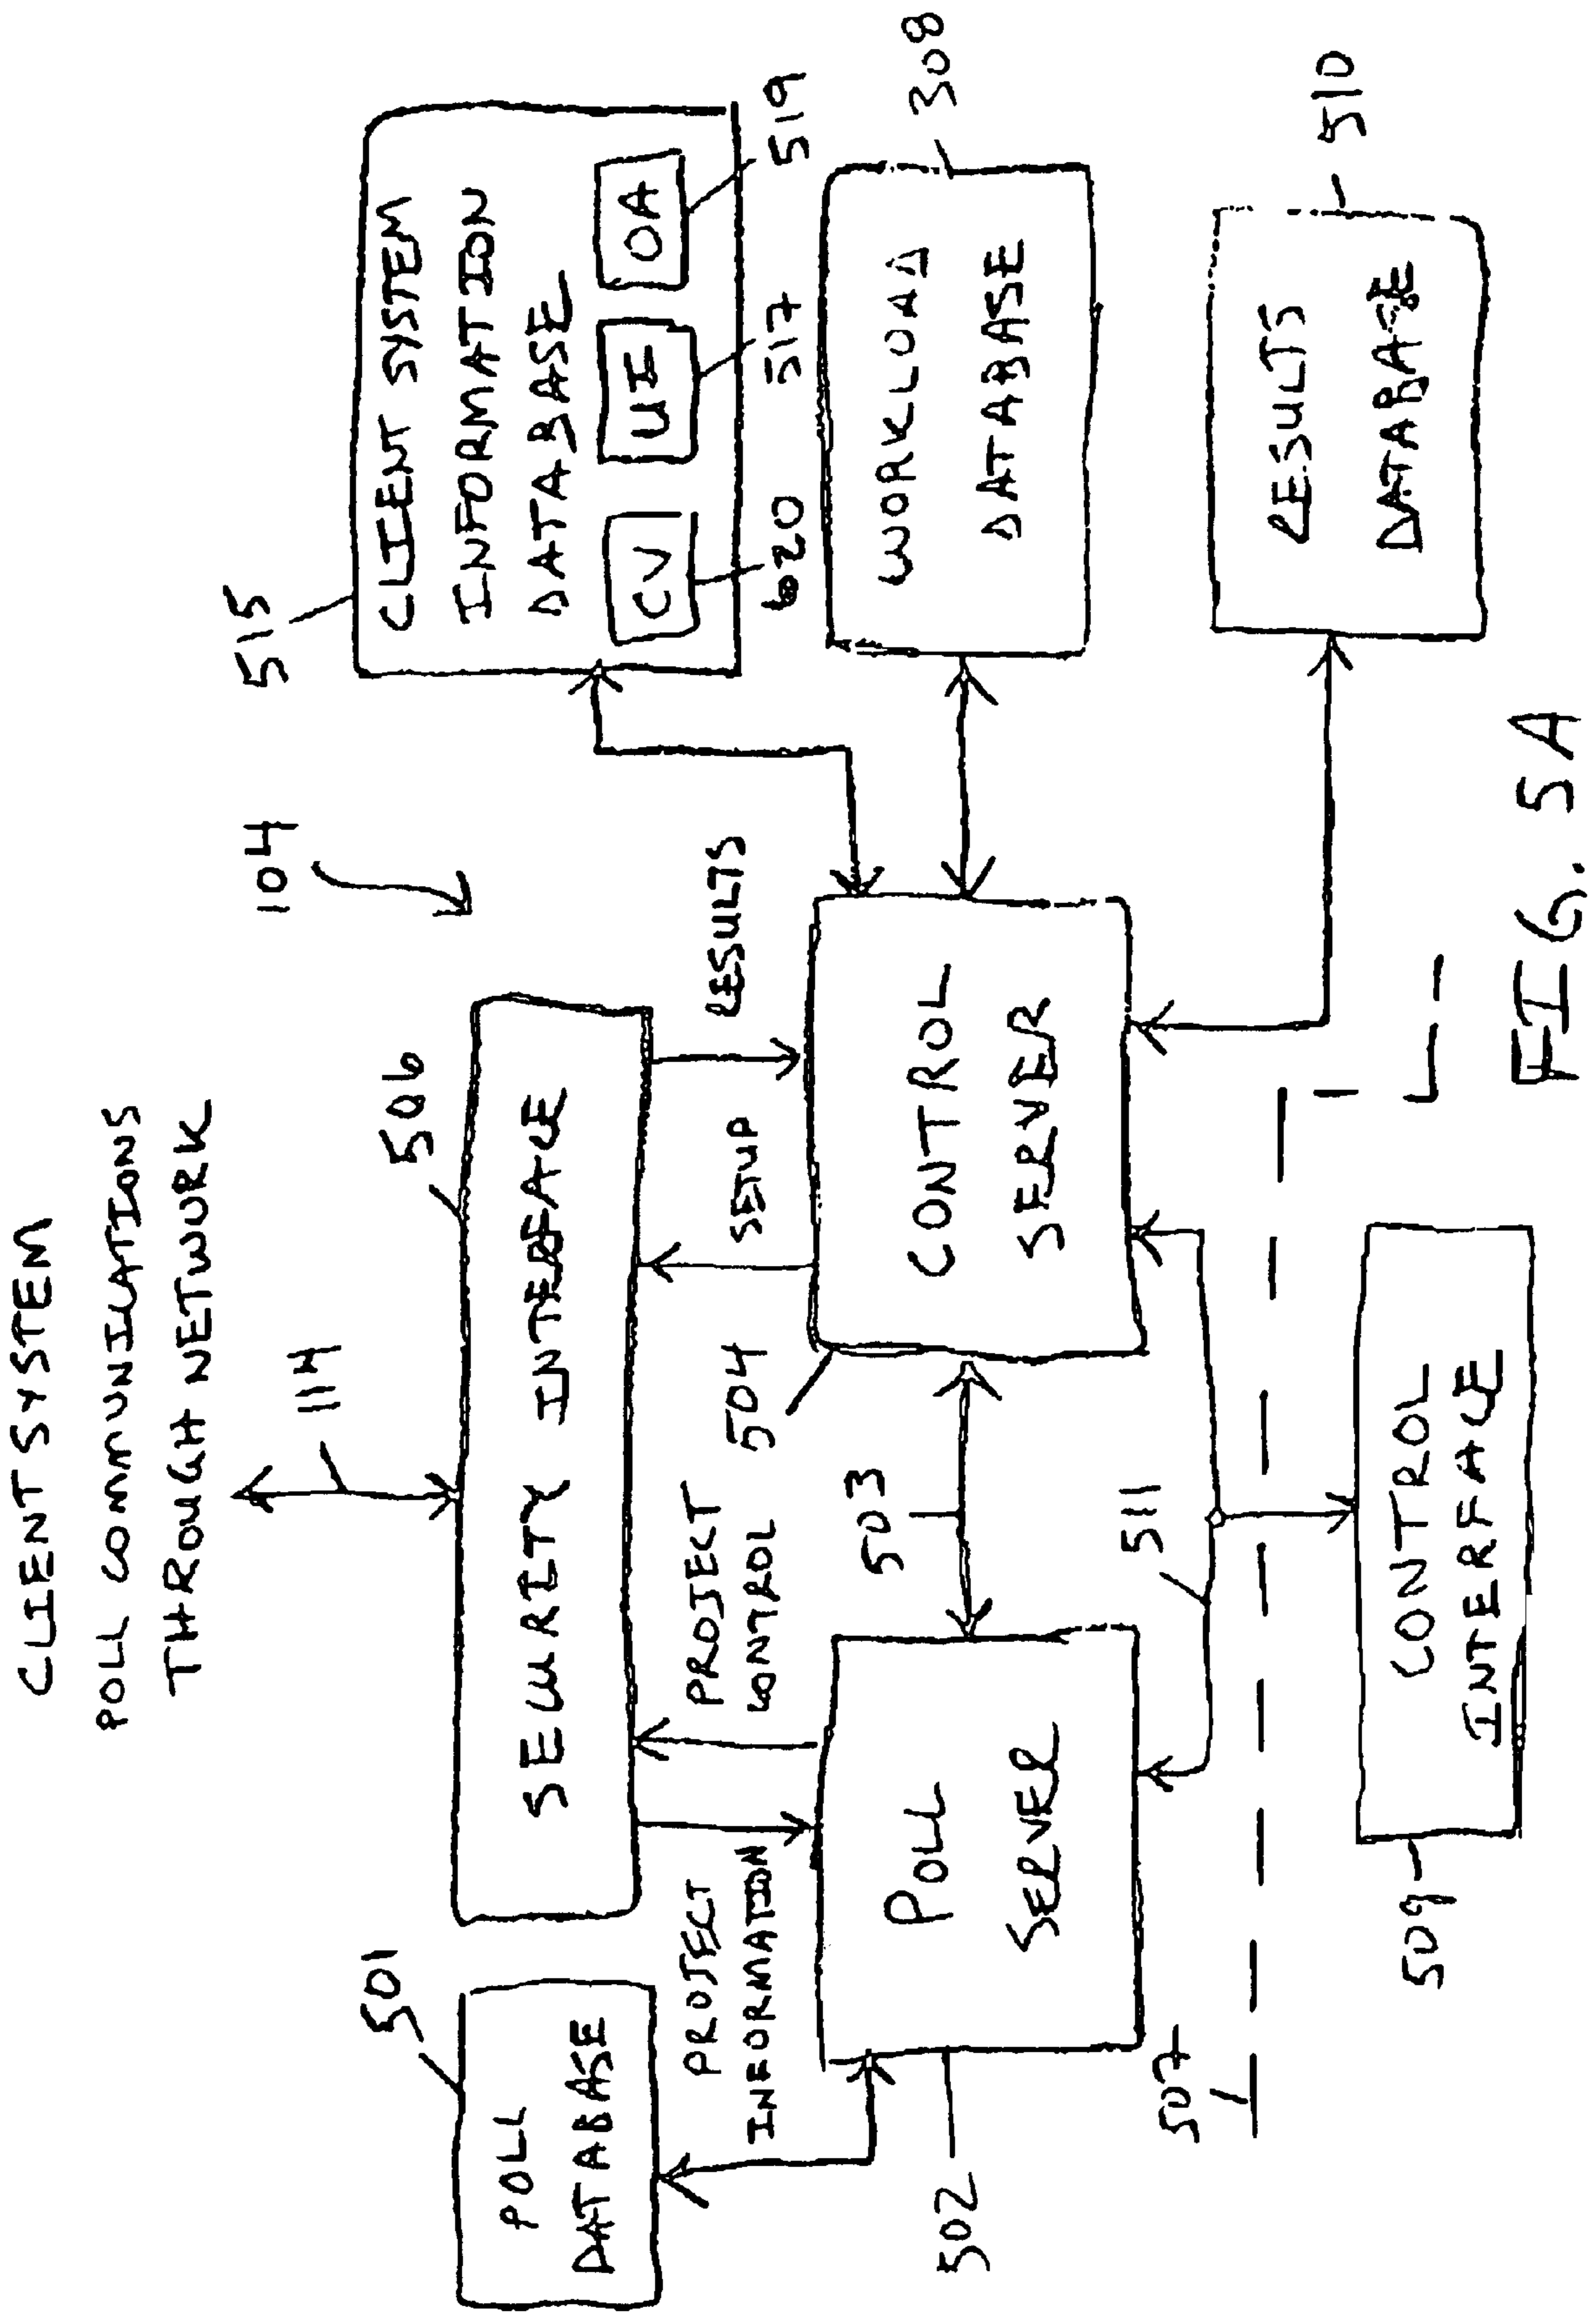 CLIENT SYSTEM
POLL COMMUNICATIONS
THROUGH NETWORK
114
104
501
POLL
DATABASE
506
SECURITY INTERFACE
515
CLIENT SYSTEM
INFORMATION
DATABASE
CV
UI
OA
620
517
519
PROJECT
INFORMATION
PROJECT
CONTROL
504
SETUP
RESULTS
502
POLL
SERVER
503
CONTROL
SERVER
WORKLOAD
DATABASE
308
507
511
509
CONTROL
INTERFACE
RESULTS
DATABASE
510
FIG. 5A